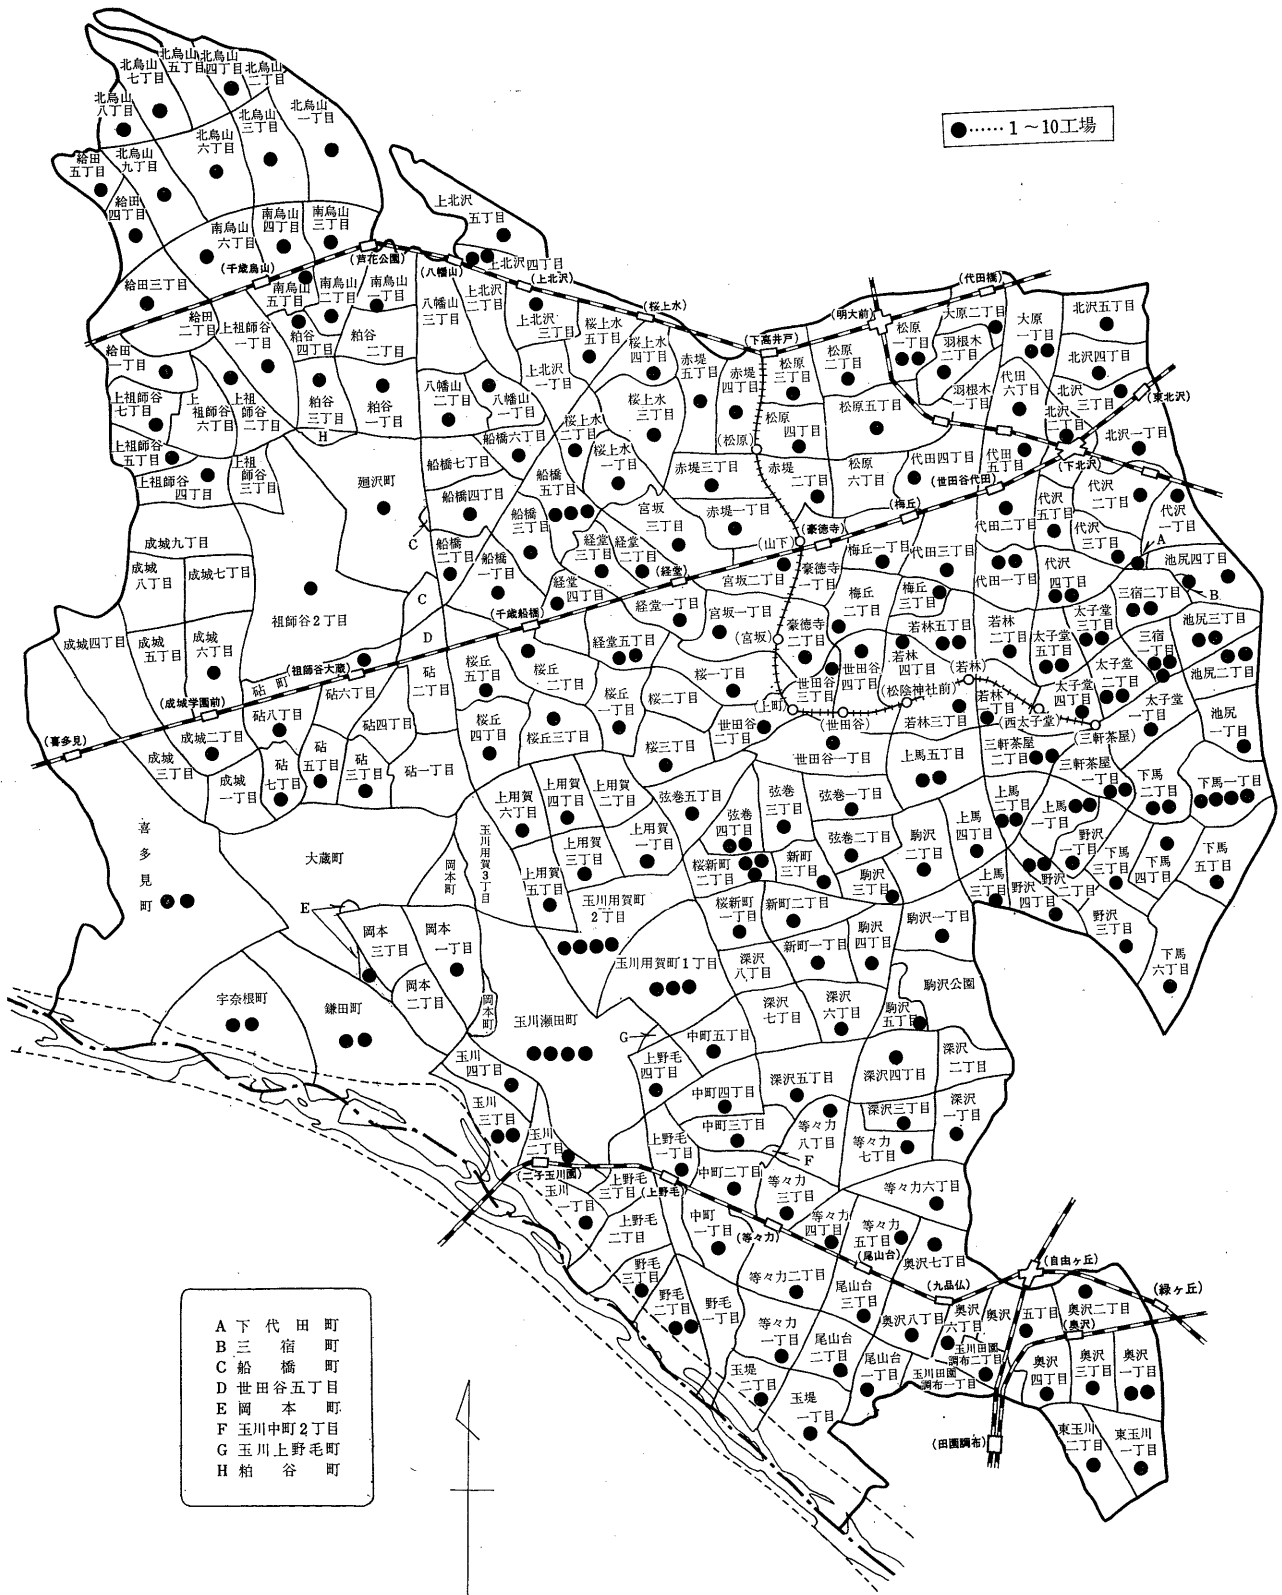 ●……1～10工場
北烏山
七丁目
北烏山
五丁目
北烏山
四丁目
北烏山
二丁目
北烏山
八丁目
北烏山
三丁目
北烏山
一丁目
北烏山
六丁目
北烏山
九丁目
給田
五丁目
給田
四丁目
南烏山
六丁目
南烏山
四丁目
南烏山
三丁目
上北沢
五丁目
(千歳烏山)
(芦花公園)
(八幡山)
上北沢四丁目
(上北沢)
給田三丁目
南烏山
五丁目
南烏山
二丁目
南烏山
一丁目
八幡山
三丁目
上北沢
二丁目
上北沢
三丁目
(桜上水)
(明大前)
(代田橋)
給田
二丁目
上祖師谷
一丁目
粕谷
四丁目
粕谷
二丁目
桜上水
五丁目
桜上水
四丁目
(下高井戸)
松原
一丁目
大原二丁目
大原
一丁目
北沢五丁目
給田
一丁目
上北沢
一丁目
赤堤
五丁目
赤堤
四丁目
松原
三丁目
松原
二丁目
羽根木
二丁目
北沢四丁目
上祖師谷
七丁目
上
祖師谷
六丁目
上祖
師谷
二丁目
粕谷
三丁目
粕谷
一丁目
八幡山
二丁目
八幡山
一丁目
桜上水
三丁目
羽根木
一丁目
代田
六丁目
北沢
三丁目
(東北沢)
H
桜上水
二丁目
松原
四丁目
松原五丁目
北沢
二丁目
上祖師谷
五丁目
船橋六丁目
(松原)
北沢一丁目
上祖師谷
四丁目
上祖
師谷
三丁目
船橋七丁目
桜上水
一丁目
赤堤三丁目
赤堤
二丁目
松原
六丁目
代田四丁目
代田
五丁目
(下北沢)
廻沢町
船橋
五丁目
(世田谷代田)
代沢
二丁目
船橋四丁目
船橋
三丁目
宮坂
三丁目
赤堤一丁目
(梅丘)
代田二丁目
代沢
五丁目
代沢
一丁目
成城九丁目
C
船橋
二丁目
船橋
一丁目
経堂
三丁目
経堂
二丁目
(山下)
(豪徳寺)
梅丘一丁目
代田三丁目
代沢
三丁目
A
成城
八丁目
成城七丁目
経堂
四丁目
(経堂)
宮坂二丁目
豪徳寺
一丁目
代田一丁目
代沢
四丁目
池尻四丁目
C
(千歳船橋)
経堂一丁目
宮坂一丁目
梅丘
二丁目
梅丘
三丁目
三宿二丁目
B
祖師谷2丁目
D
成城四丁目
成城
五丁目
成城
六丁目
(祖師谷大蔵)
経堂五丁目
(宮坂)
豪徳寺
二丁目
若林五丁目
若林
二丁目
太子堂
五丁目
太子堂
三丁目
三宿
一丁目
池尻三丁目
砧町
砧六丁目
砧
二丁目
桜丘
五丁目
桜丘
二丁目
桜一丁目
世田谷
四丁目
若林
四丁目
(若林)
太子堂
二丁目
池尻二丁目
(成城学園前)
砧八丁目
砧四丁目
桜丘
一丁目
桜二丁目
世田谷
三丁目
(松陰神社前)
若林
一丁目
太子堂
四丁目
太子堂
一丁目
(喜多見)
成城二丁目
桜丘
四丁目
桜丘三丁目
(上町)
(世田谷)
若林三丁目
(西太子堂)
(三軒茶屋)
池尻
一丁目
成城
三丁目
砧
五丁目
砧
三丁目
砧一丁目
桜三丁目
世田谷
二丁目
世田谷一丁目
上馬五丁目
三軒茶屋
二丁目
三軒茶屋
一丁目
成城
一丁目
砧
七丁目
上用賀
六丁目
上用賀
四丁目
上用賀
二丁目
弦巻五丁目
弦巻
三丁目
弦巻一丁目
上馬
二丁目
上馬
一丁目
下馬
二丁目
下馬一丁目
喜
多
見
町
大蔵町
岡本町
玉川用賀3丁目
上用賀
三丁目
上用賀
一丁目
弦巻
四丁目
弦巻二丁目
駒沢
二丁目
上馬
四丁目
野沢
一丁目
上用賀
五丁目
桜新町
二丁目
新町
三丁目
駒沢
三丁目
上馬
三丁目
野沢
四丁目
野沢
二丁目
下馬
三丁目
下馬
四丁目
下馬
五丁目
E
玉川用賀町
2丁目
桜新町
一丁目
新町二丁目
駒沢一丁目
野沢
三丁目
岡本
三丁目
岡本
一丁目
新町一丁目
駒沢
四丁目
下馬
六丁目
玉川用賀町1丁目
深沢
八丁目
岡本
二丁目
駒沢公園
宇奈根町
鎌田町
岡本町
玉川瀬田町
深沢
七丁目
深沢
六丁目
駒沢
五丁目
G
中町五丁目
玉川
四丁目
上野毛
四丁目
深沢五丁目
深沢四丁目
深沢
二丁目
玉川
三丁目
中町四丁目
深沢三丁目
深沢
一丁目
玉川
二丁目
上野毛
一丁目
中町三丁目
等々力
八丁目
等々力
七丁目
F
(二子玉川園)
上野毛
三丁目
(上野毛)
中町二丁目
等々力
三丁目
等々力六丁目
玉川
一丁目
上野毛
二丁目
中町
一丁目
等々力
四丁目
等々力
五丁目
(等々力)
(尾山台)
奥沢七丁目
(自由ヶ丘)
野毛
三丁目
等々力二丁目
尾山台
三丁目
(九品仏)
(緑ヶ丘)
野毛
二丁目
野毛
一丁目
奥沢八丁目
奥沢
六丁目
奥沢
五丁目
奥沢二丁目
(奥沢)
等々力
一丁目
尾山台
二丁目
玉川田園
調布二丁目
玉堤
二丁目
尾山台
一丁目
玉川田園
調布一丁目
奥沢
四丁目
奥沢
三丁目
奥沢
一丁目
玉堤
一丁目
(田園調布)
東玉川
二丁目
東玉川
一丁目
A 下代田町
B 三宿町
C 船橋町
D 世田谷五丁目
E 岡本町
F 玉川中町2丁目
G 玉川上野毛町
H 粕谷町